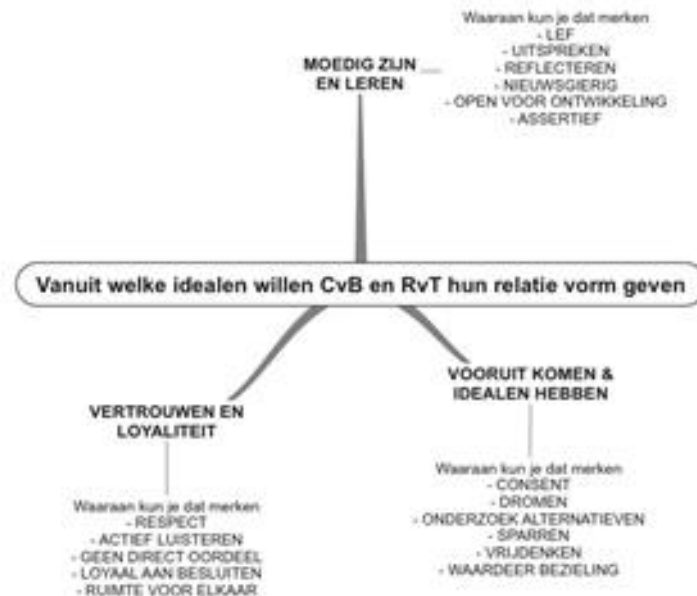 Waaraan kun je dat merken
- LEF
- UITSPREKEN
- REFLECTEREN
- NIEUWSGIERIG
- OPEN VOOR ONTWIKKELING
- ASSERTIEF
MOEDIG ZIJN
EN LEREN
Vanuit welke idealen willen CvB en RvT hun relatie vorm geven
VERTROUWEN EN
LOYALITEIT
Waaraan kun je dat merken
- RESPECT
- ACTIEF LUISTEREN
- GEEN DIRECT OORDEEL
- LOYAAL AAN BESLUITEN
- RUIMTE VOOR ELKAAR
VOORUIT KOMEN &
IDEALEN HEBBEN
Waaraan kun je dat merken
- CONSENT
- DROMEN
- ONDERZOEK ALTERNATIEVEN
- SPARREN
- VRIJDENKEN
- WAARDEER BEZIELING